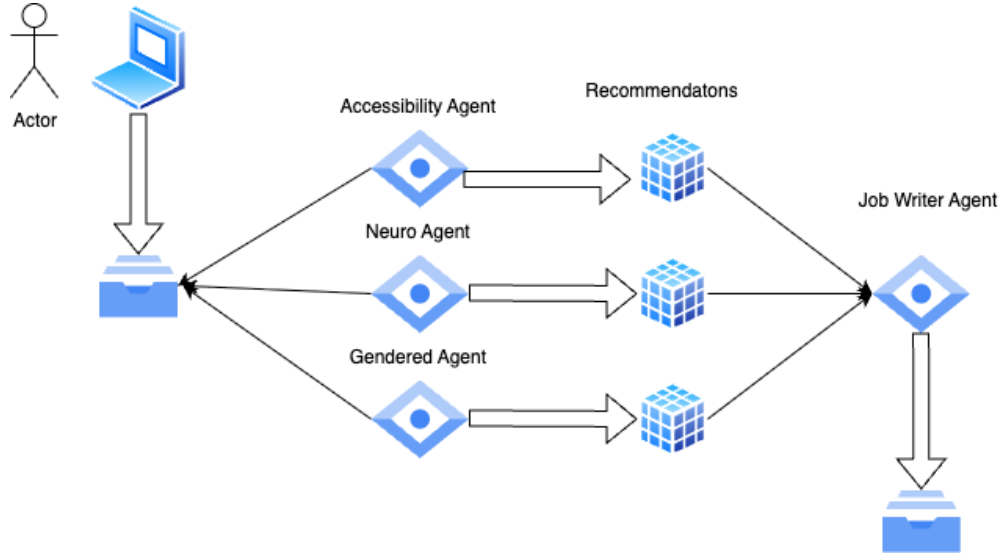 Actor
Accessibility Agent
Recommendatons
Neuro Agent
Job Writer Agent
Gendered Agent